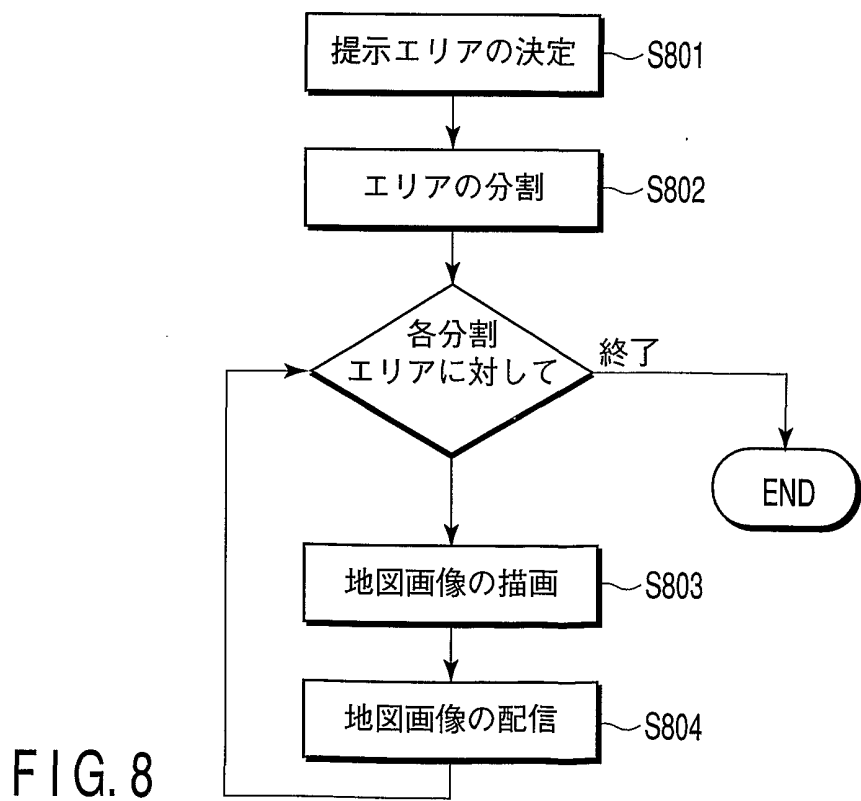 提示エリアの決定
S801
エリアの分割
S802
各分割
エリアに対して
終了
END
地図画像の描画
S803
地図画像の配信
S804
FIG. 8